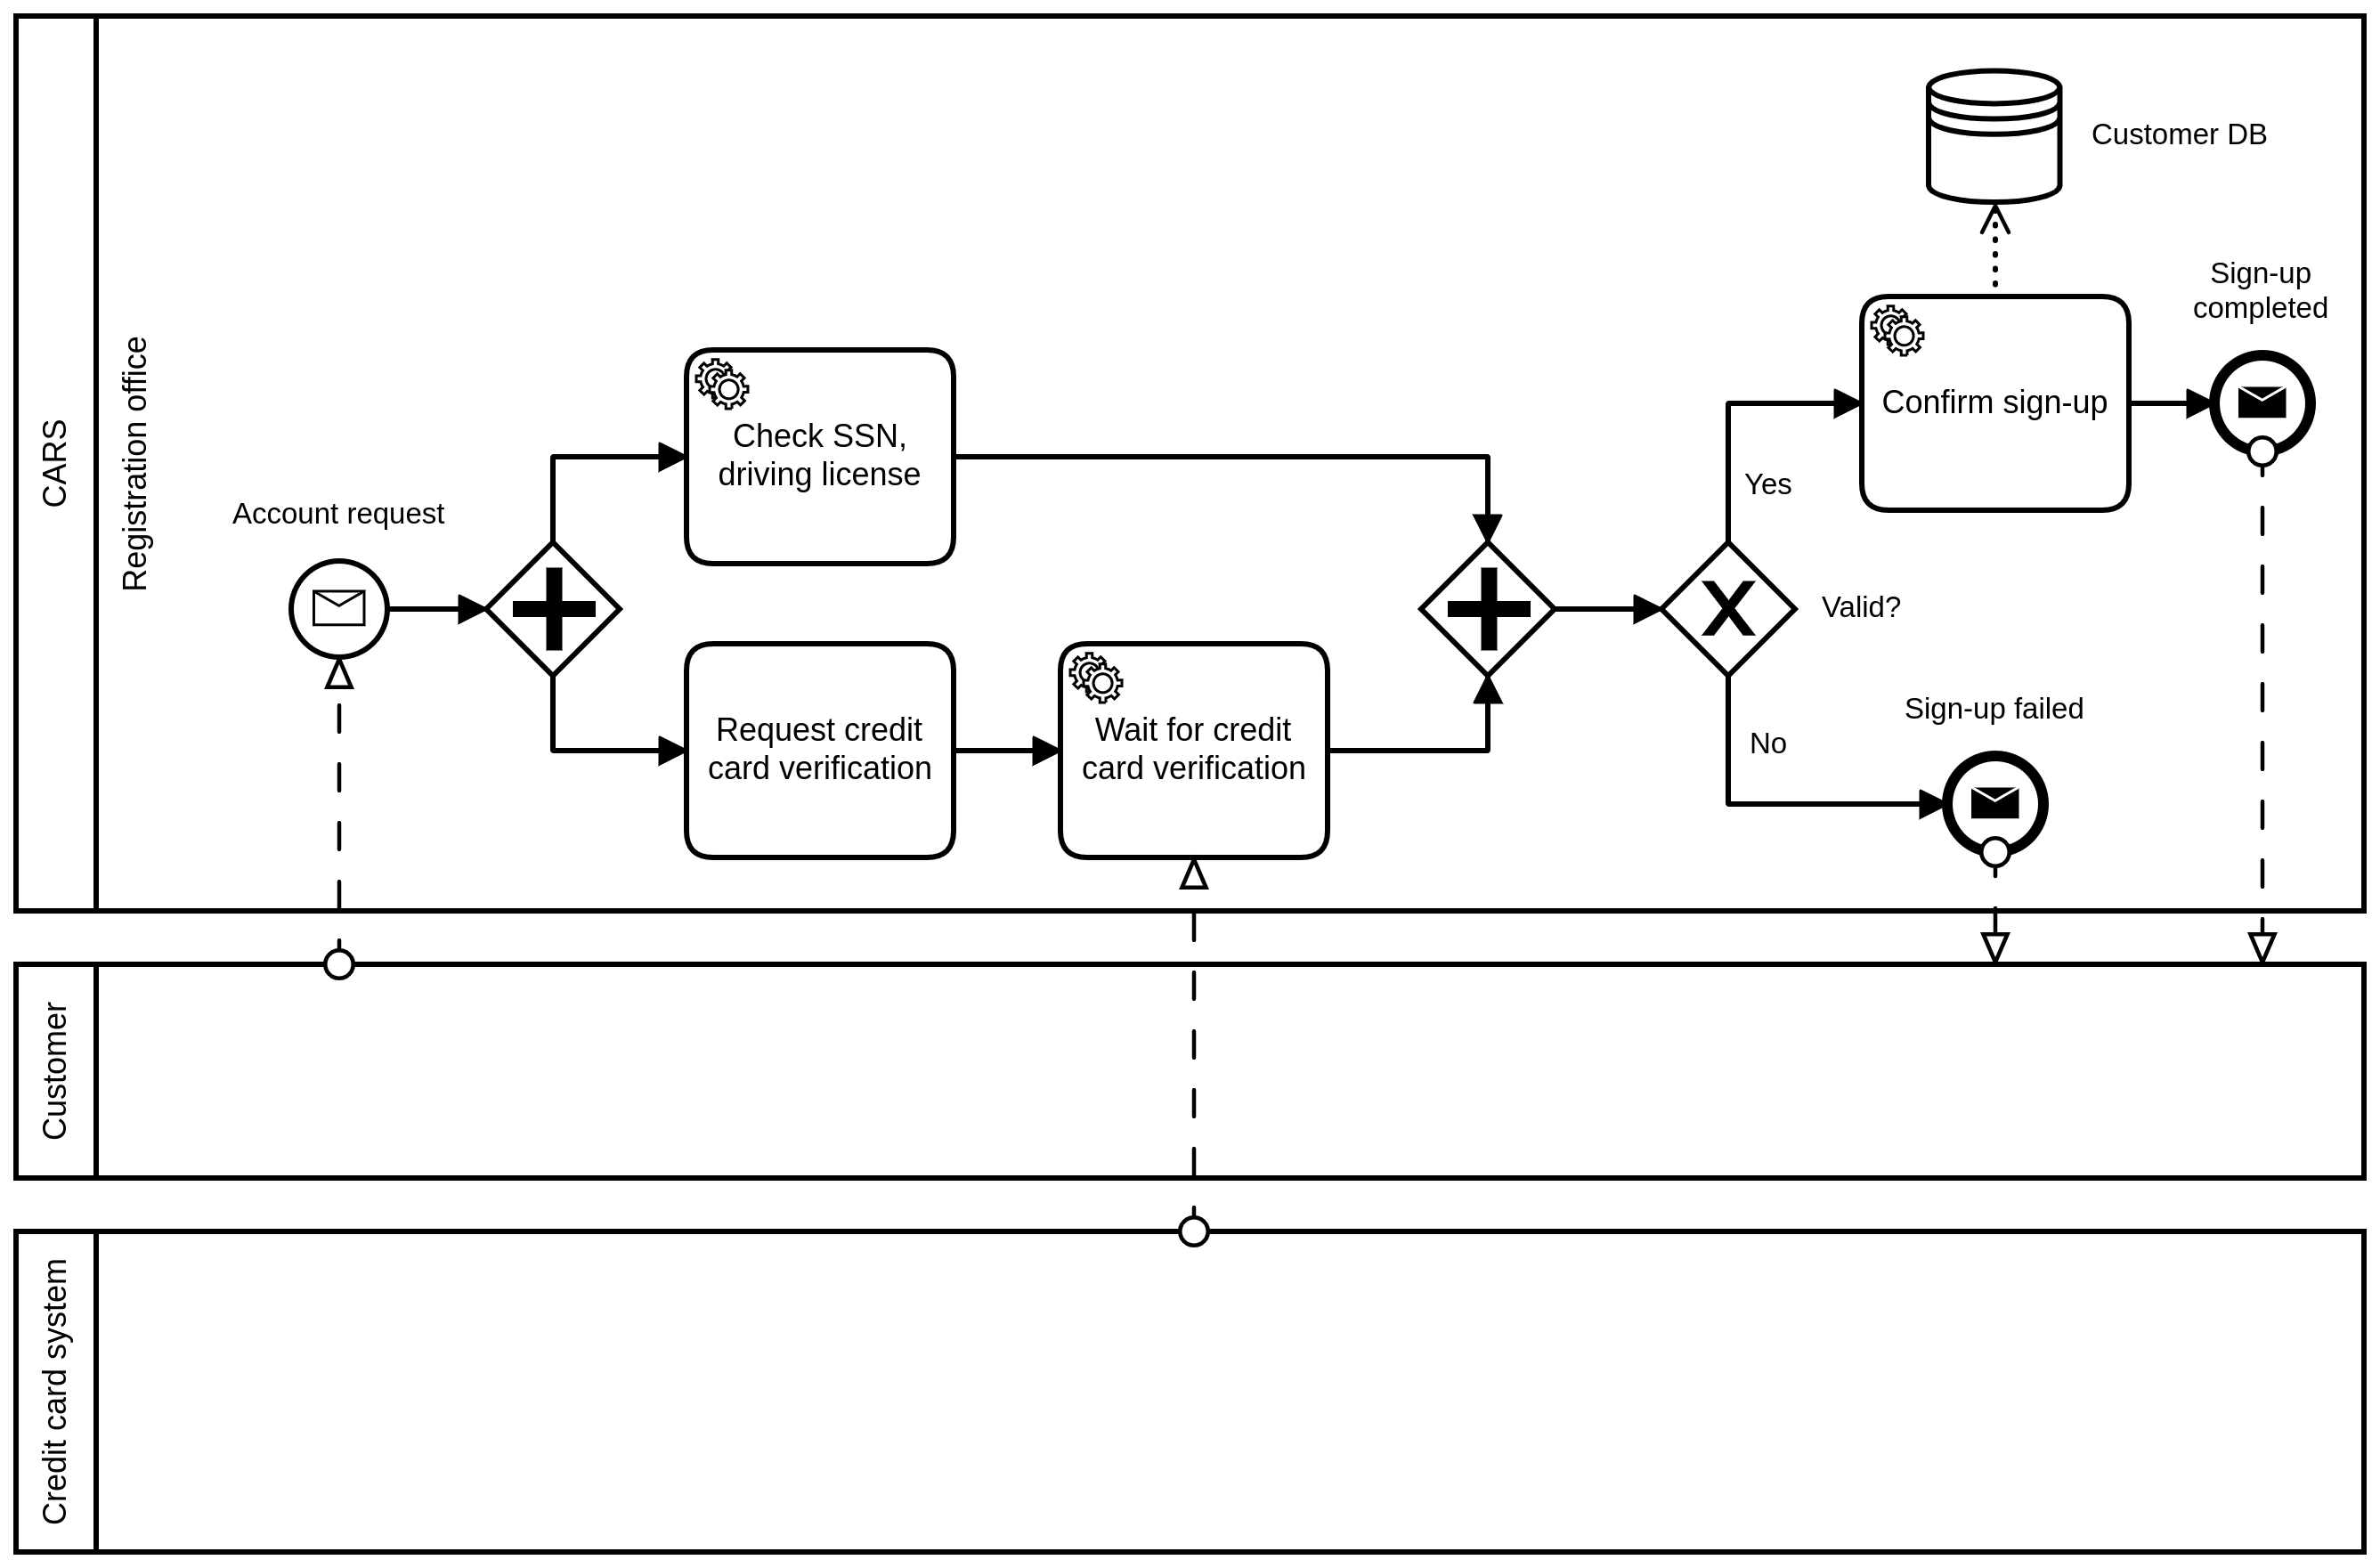 CARS
Registration office
Customer DB
Sign-up
completed
Check SSN,
driving license
Confirm sign-up
Account request
Yes
Valid?
Request credit
card verification
Wait for credit
card verification
Sign-up failed
No
Customer
Credit card system